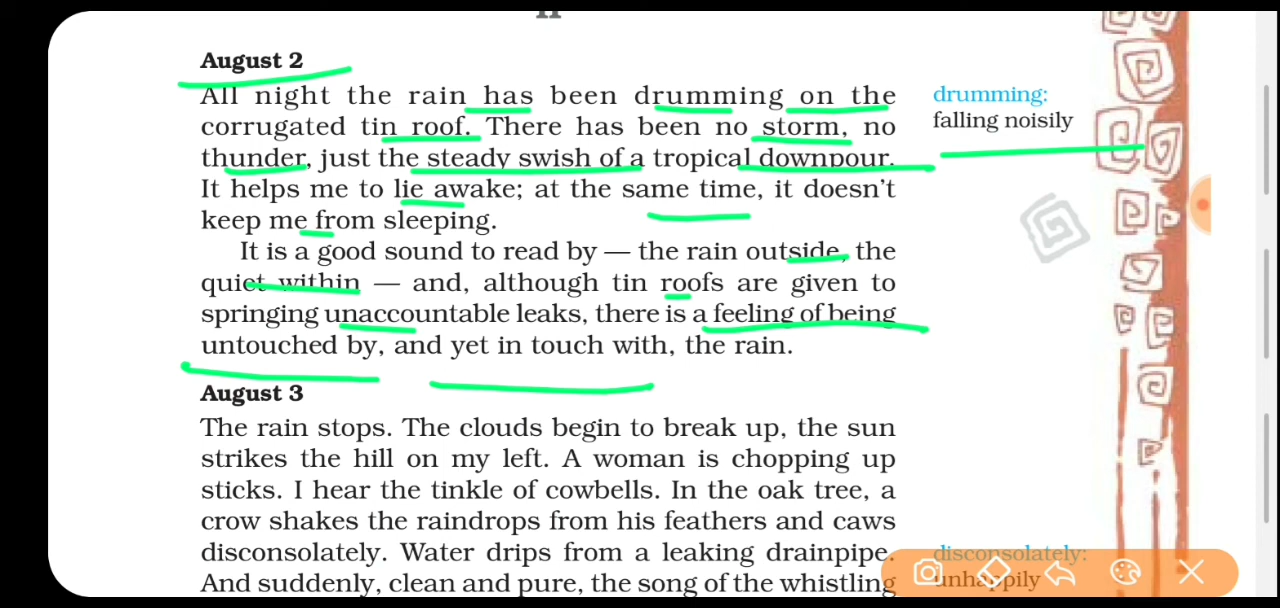 II
August 2
All night the rain has been drumming on the
corrugated tin roof. There has been no storm, no
thunder, just the steady swish of a tropical downpour.
It helps me to lie awake; at the same time, it doesn't
keep me from sleeping.
It is a good sound to read by — the rain outside, the
quiet within — and, although tin roofs are given to
springing unaccountable leaks, there is a feeling of being
untouched by, and yet in touch with, the rain.
August 3
The rain stops. The clouds begin to break up, the sun
strikes the hill on my left. A woman is chopping up
sticks. I hear the tinkle of cowbells. In the oak tree, a
crow shakes the raindrops from his feathers and caws
disconsolately. Water drips from a leaking drainpipe.
And suddenly, clean and pure, the song of the whistling
drumming:
falling noisily
disconsolately:
unhappily